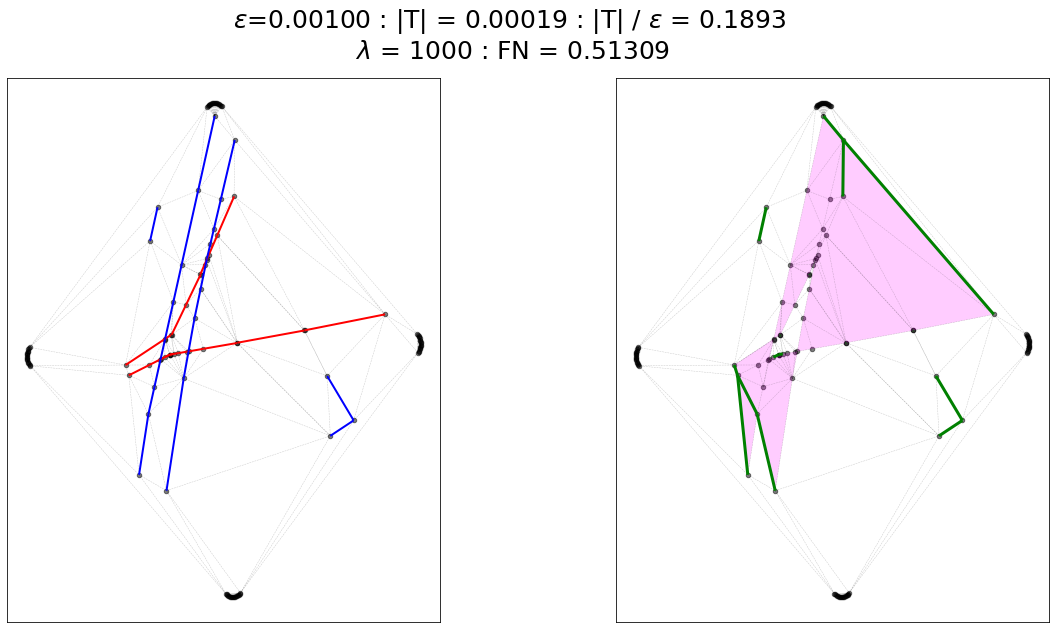 ε=0.00100 : |T| = 0.00019 : |T| / ε = 0.1893
λ = 1000 : FN = 0.51309